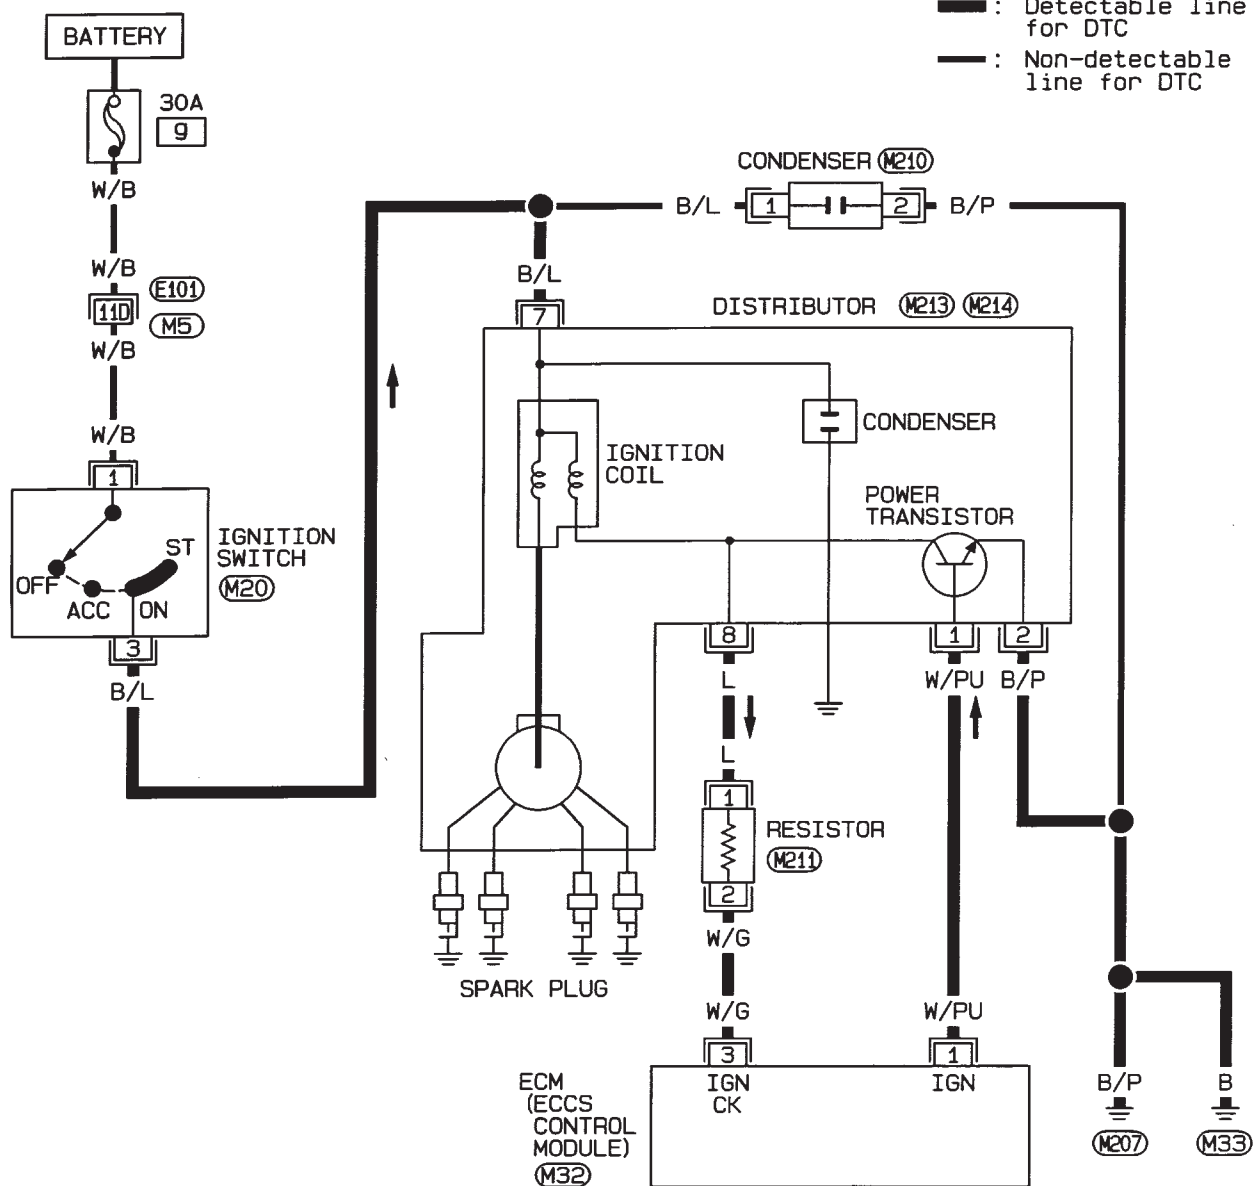 : Detectable line
for DTC
: Non-detectable
line for DTC
BATTERY
30A
9
W/B
W/B
E101
11D
M5
W/B
W/B
1
IGNITION
SWITCH
M20
OFF
ACC
ON
ST
3
B/L
CONDENSER M210
B/L 1 2 B/P
B/L
7
DISTRIBUTOR M213 M214
CONDENSER
IGNITION
COIL
POWER
TRANSISTOR
8 1 2
L W/PU B/P
L
1
RESISTOR
M211
2
W/G
SPARK PLUG
W/G W/PU
3 1
IGN
CK
IGN
ECM
(ECCS
CONTROL
MODULE)
M32
B/P B
M207 M33